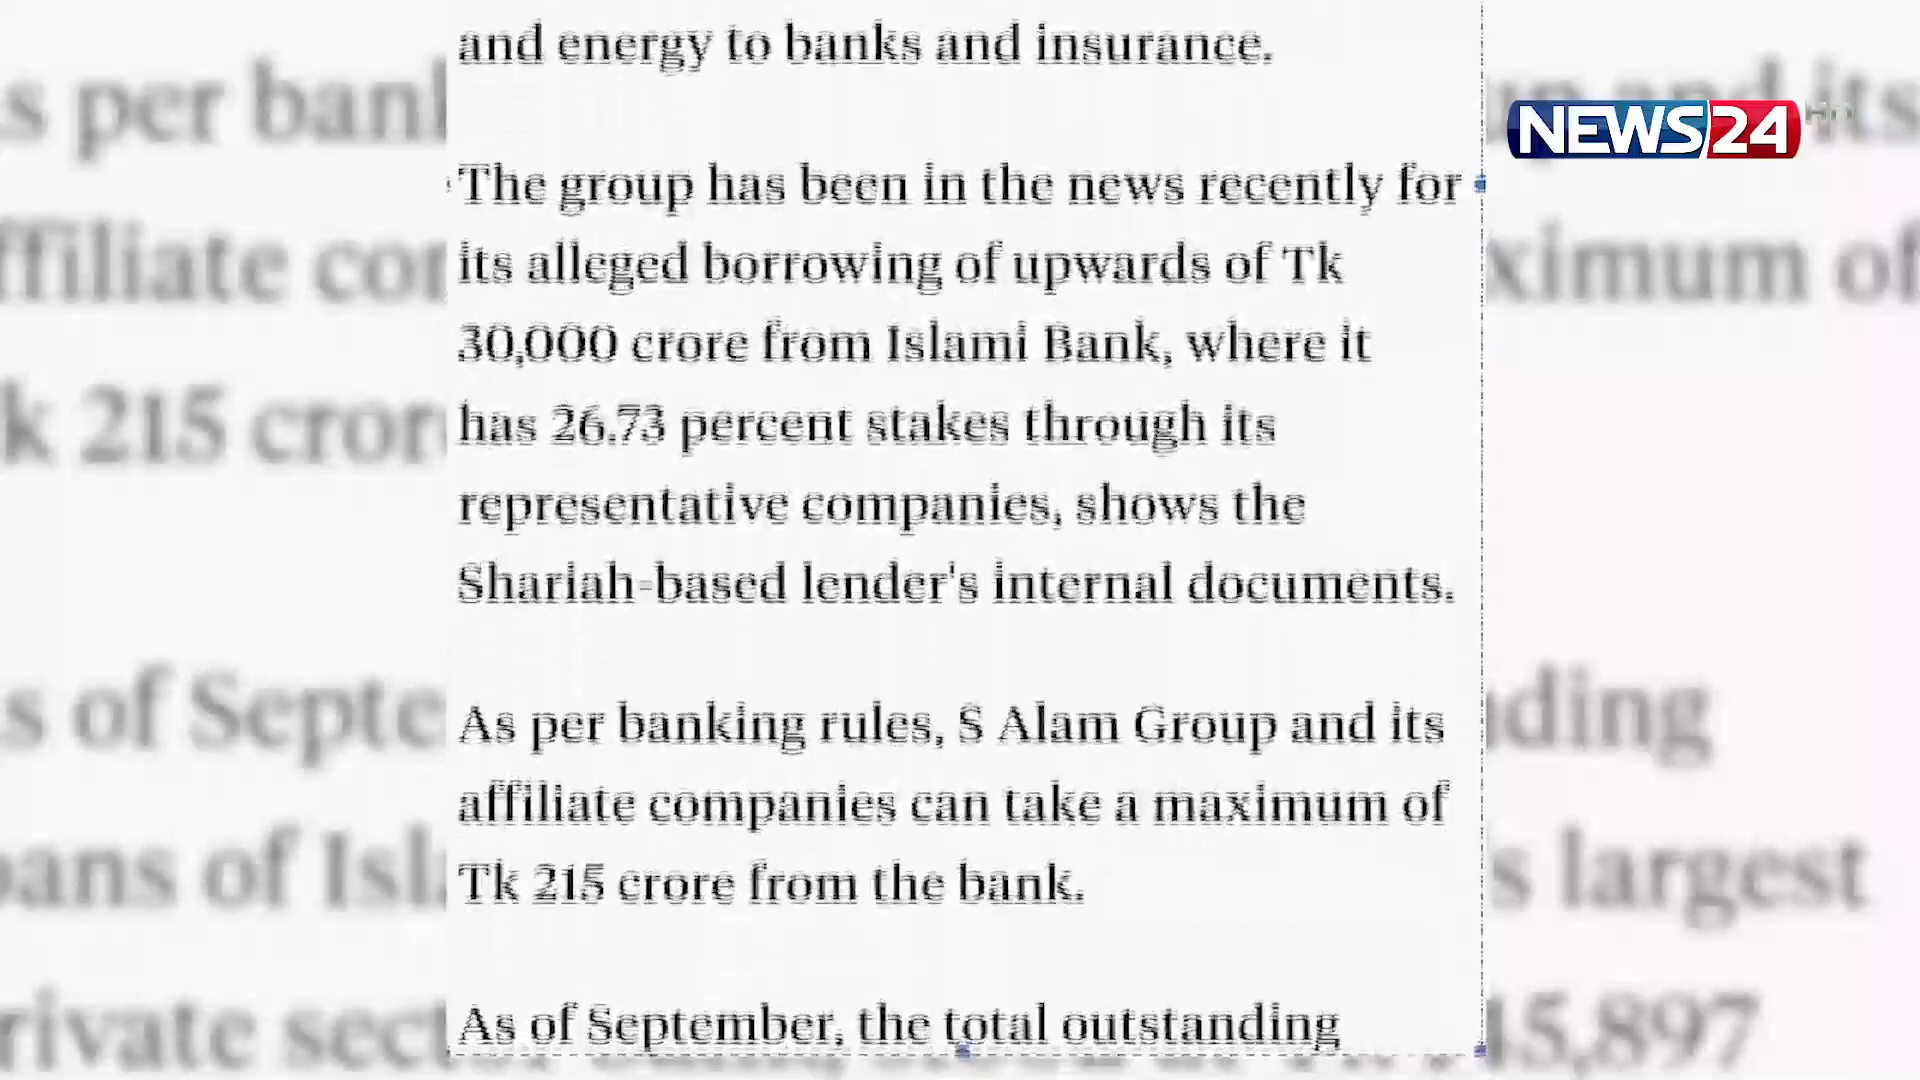 and energy to banks and insurance.
The group has been in the news recently for
its alleged borrowing of upwards of Tk
30,000 crore from Islami Bank, where it
has 26.73 percent stakes through its
representative companies, shows the
Shariah-based lender's internal documents.
As per banking rules, S Alam Group and its
affiliate companies can take a maximum of
Tk 215 crore from the bank.
As of September, the total outstanding
NEWS24 HD